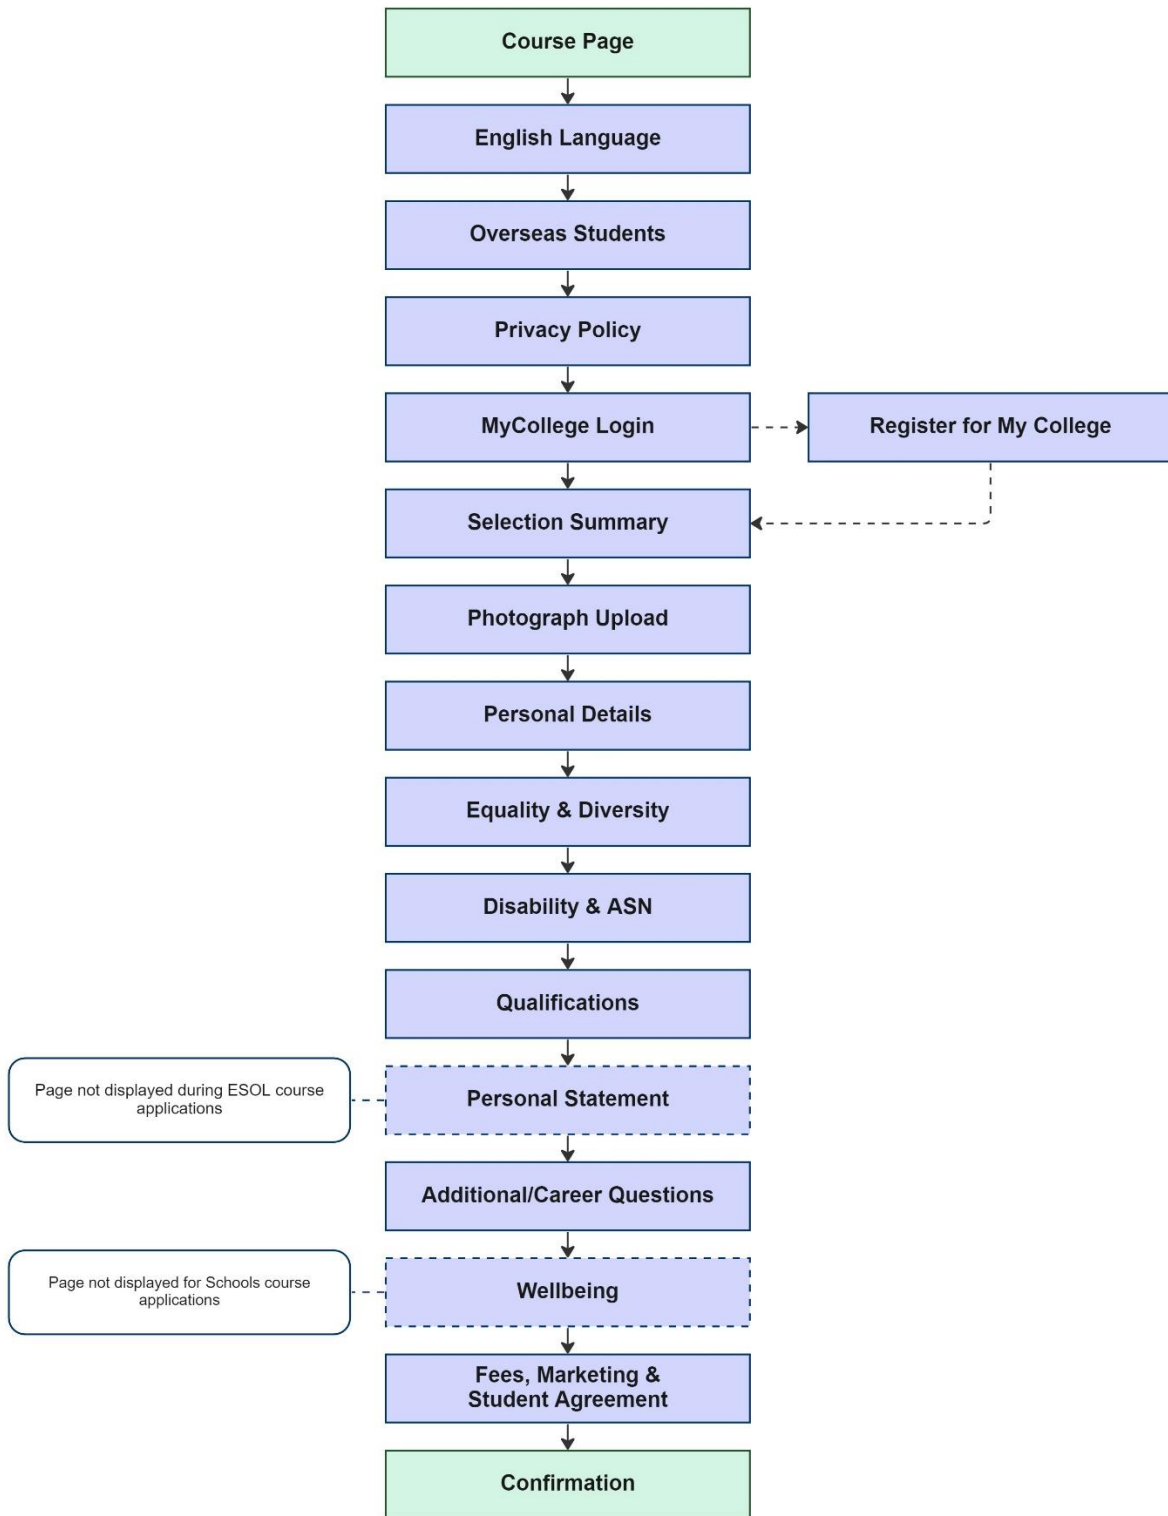 Course Page
English Language
Overseas Students
Privacy Policy
MyCollege Login
Register for My College
Selection Summary
Photograph Upload
Personal Details
Equality & Diversity
Disability & ASN
Qualifications
Page not displayed during ESOL course
applications
Personal Statement
Additional/Career Questions
Page not displayed for Schools course
applications
Wellbeing
Fees, Marketing &
Student Agreement
Confirmation